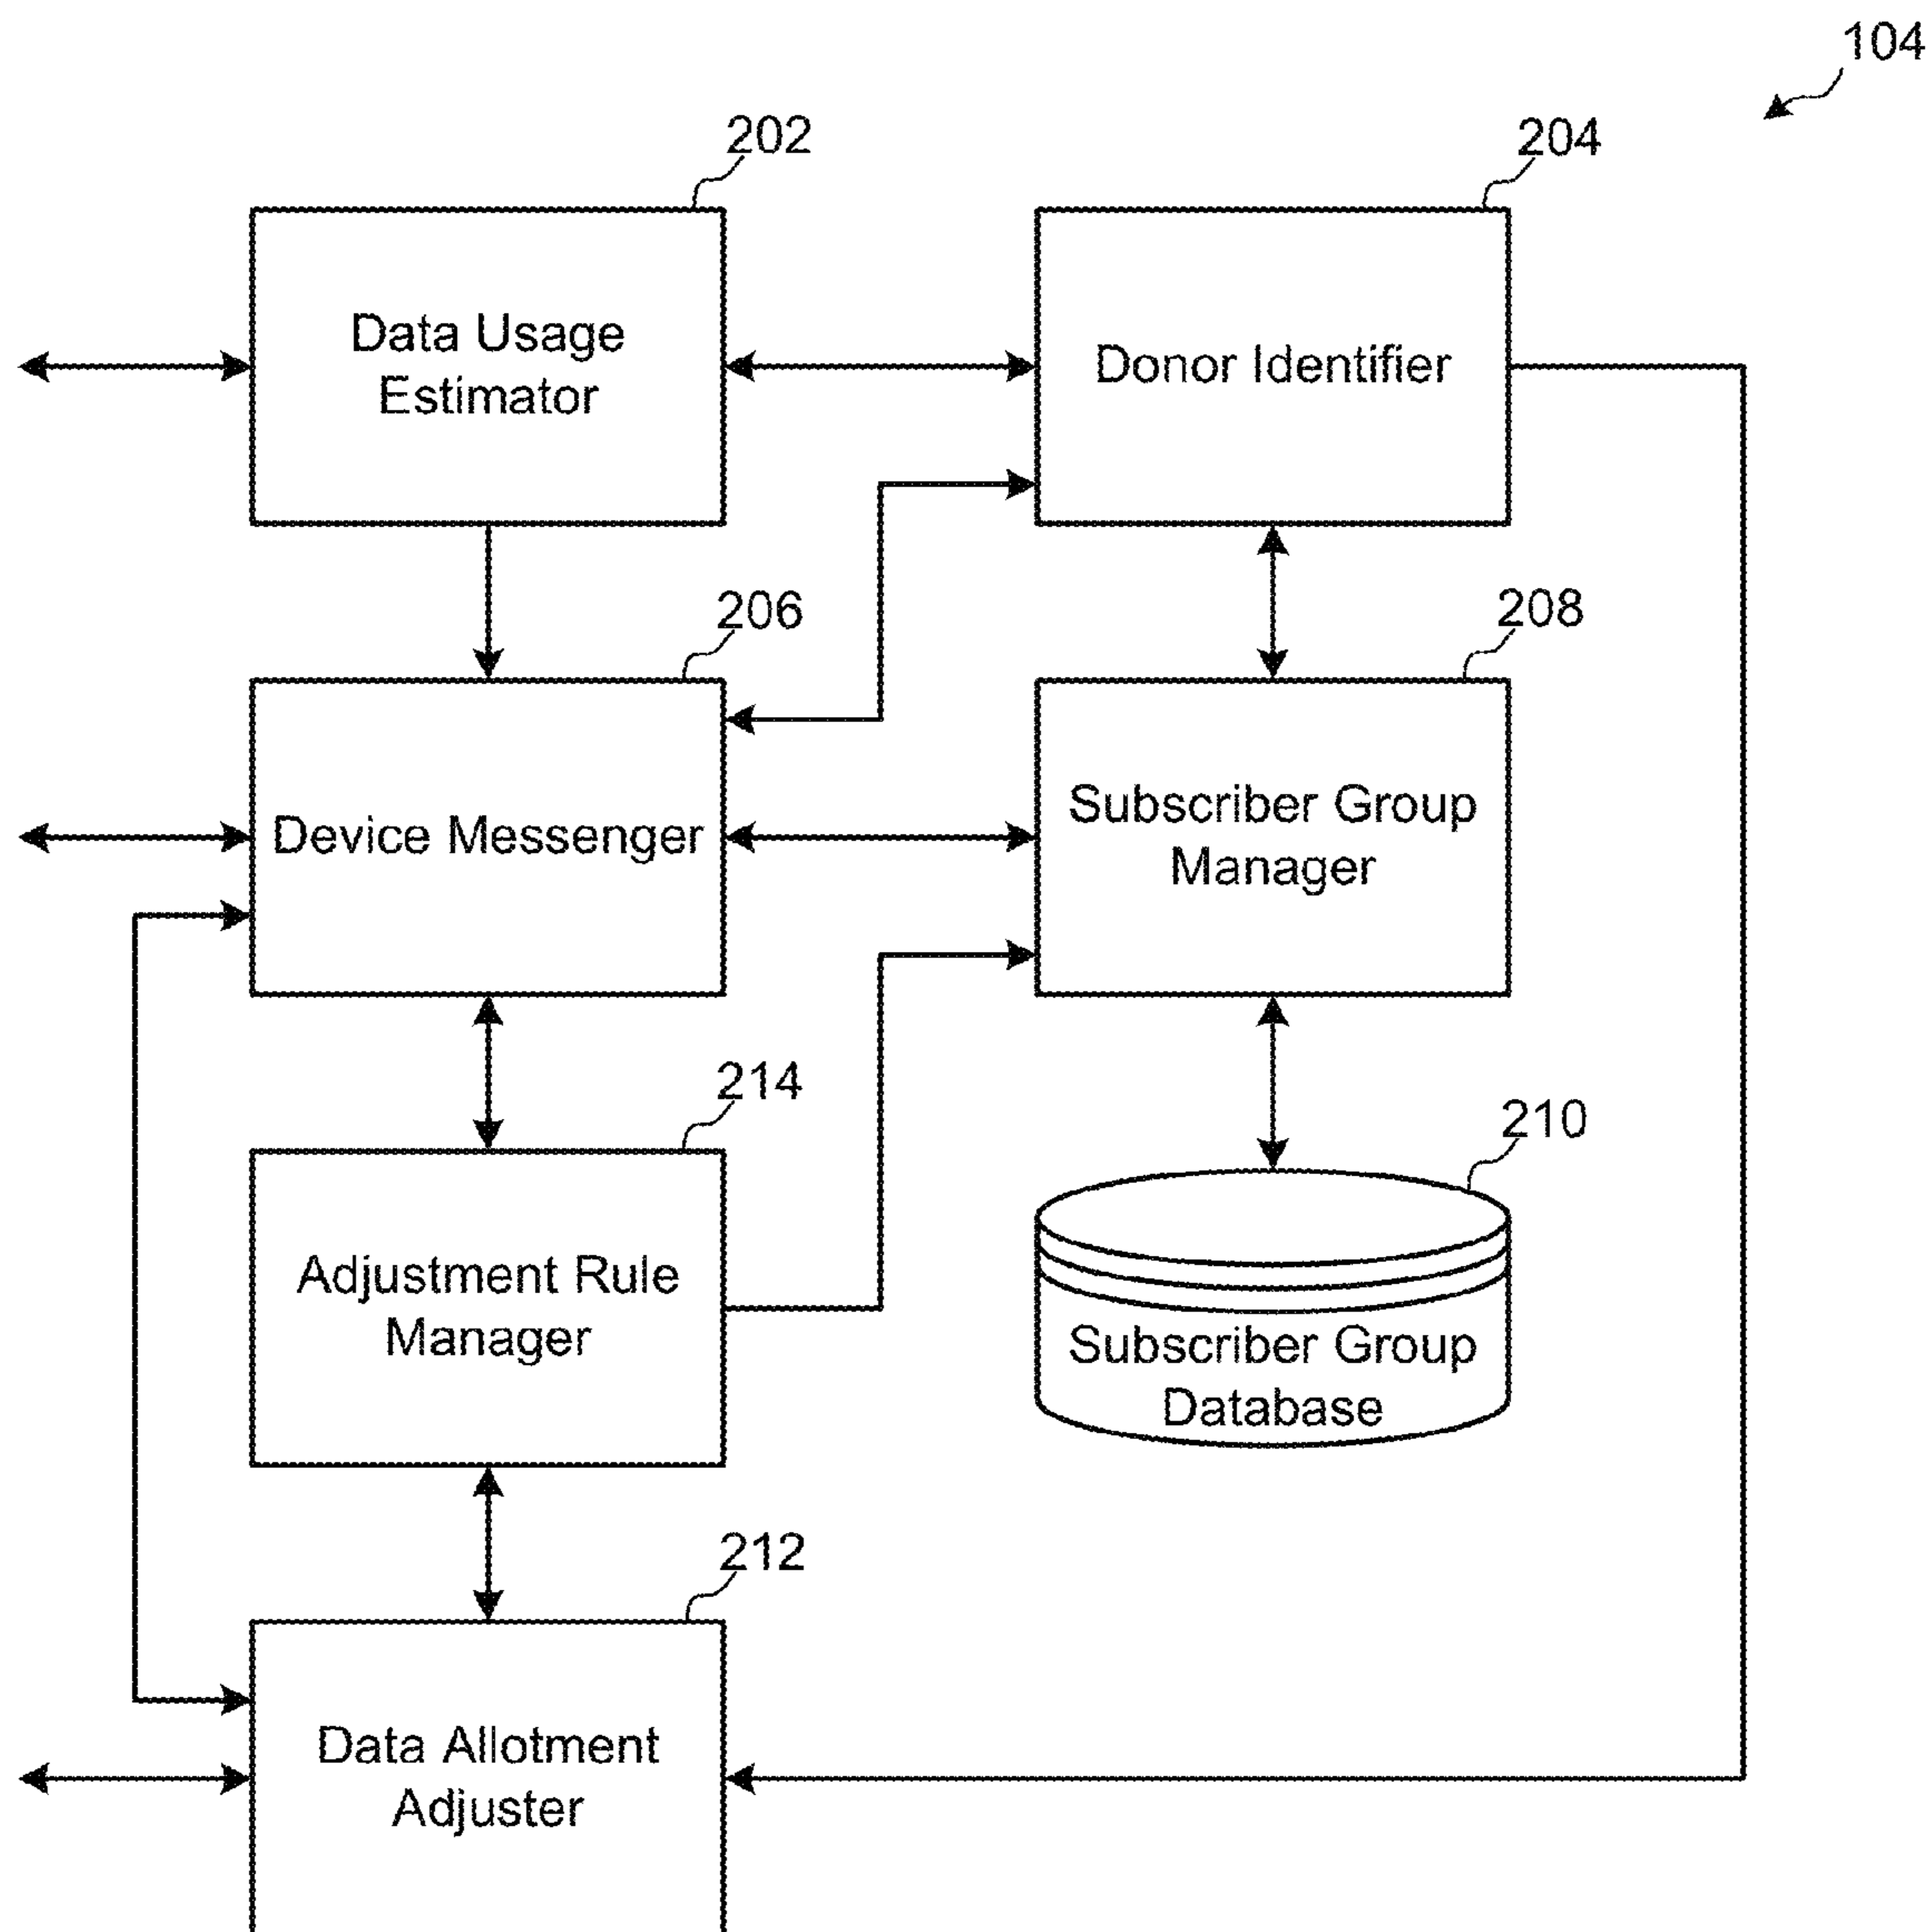 104
202
204
Data Usage
Estimator
Donor Identifier
206
208
Device Messenger
Subscriber Group
Manager
214
210
Adjustment Rule
Manager
Subscriber Group
Database
212
Data Allotment
Adjuster